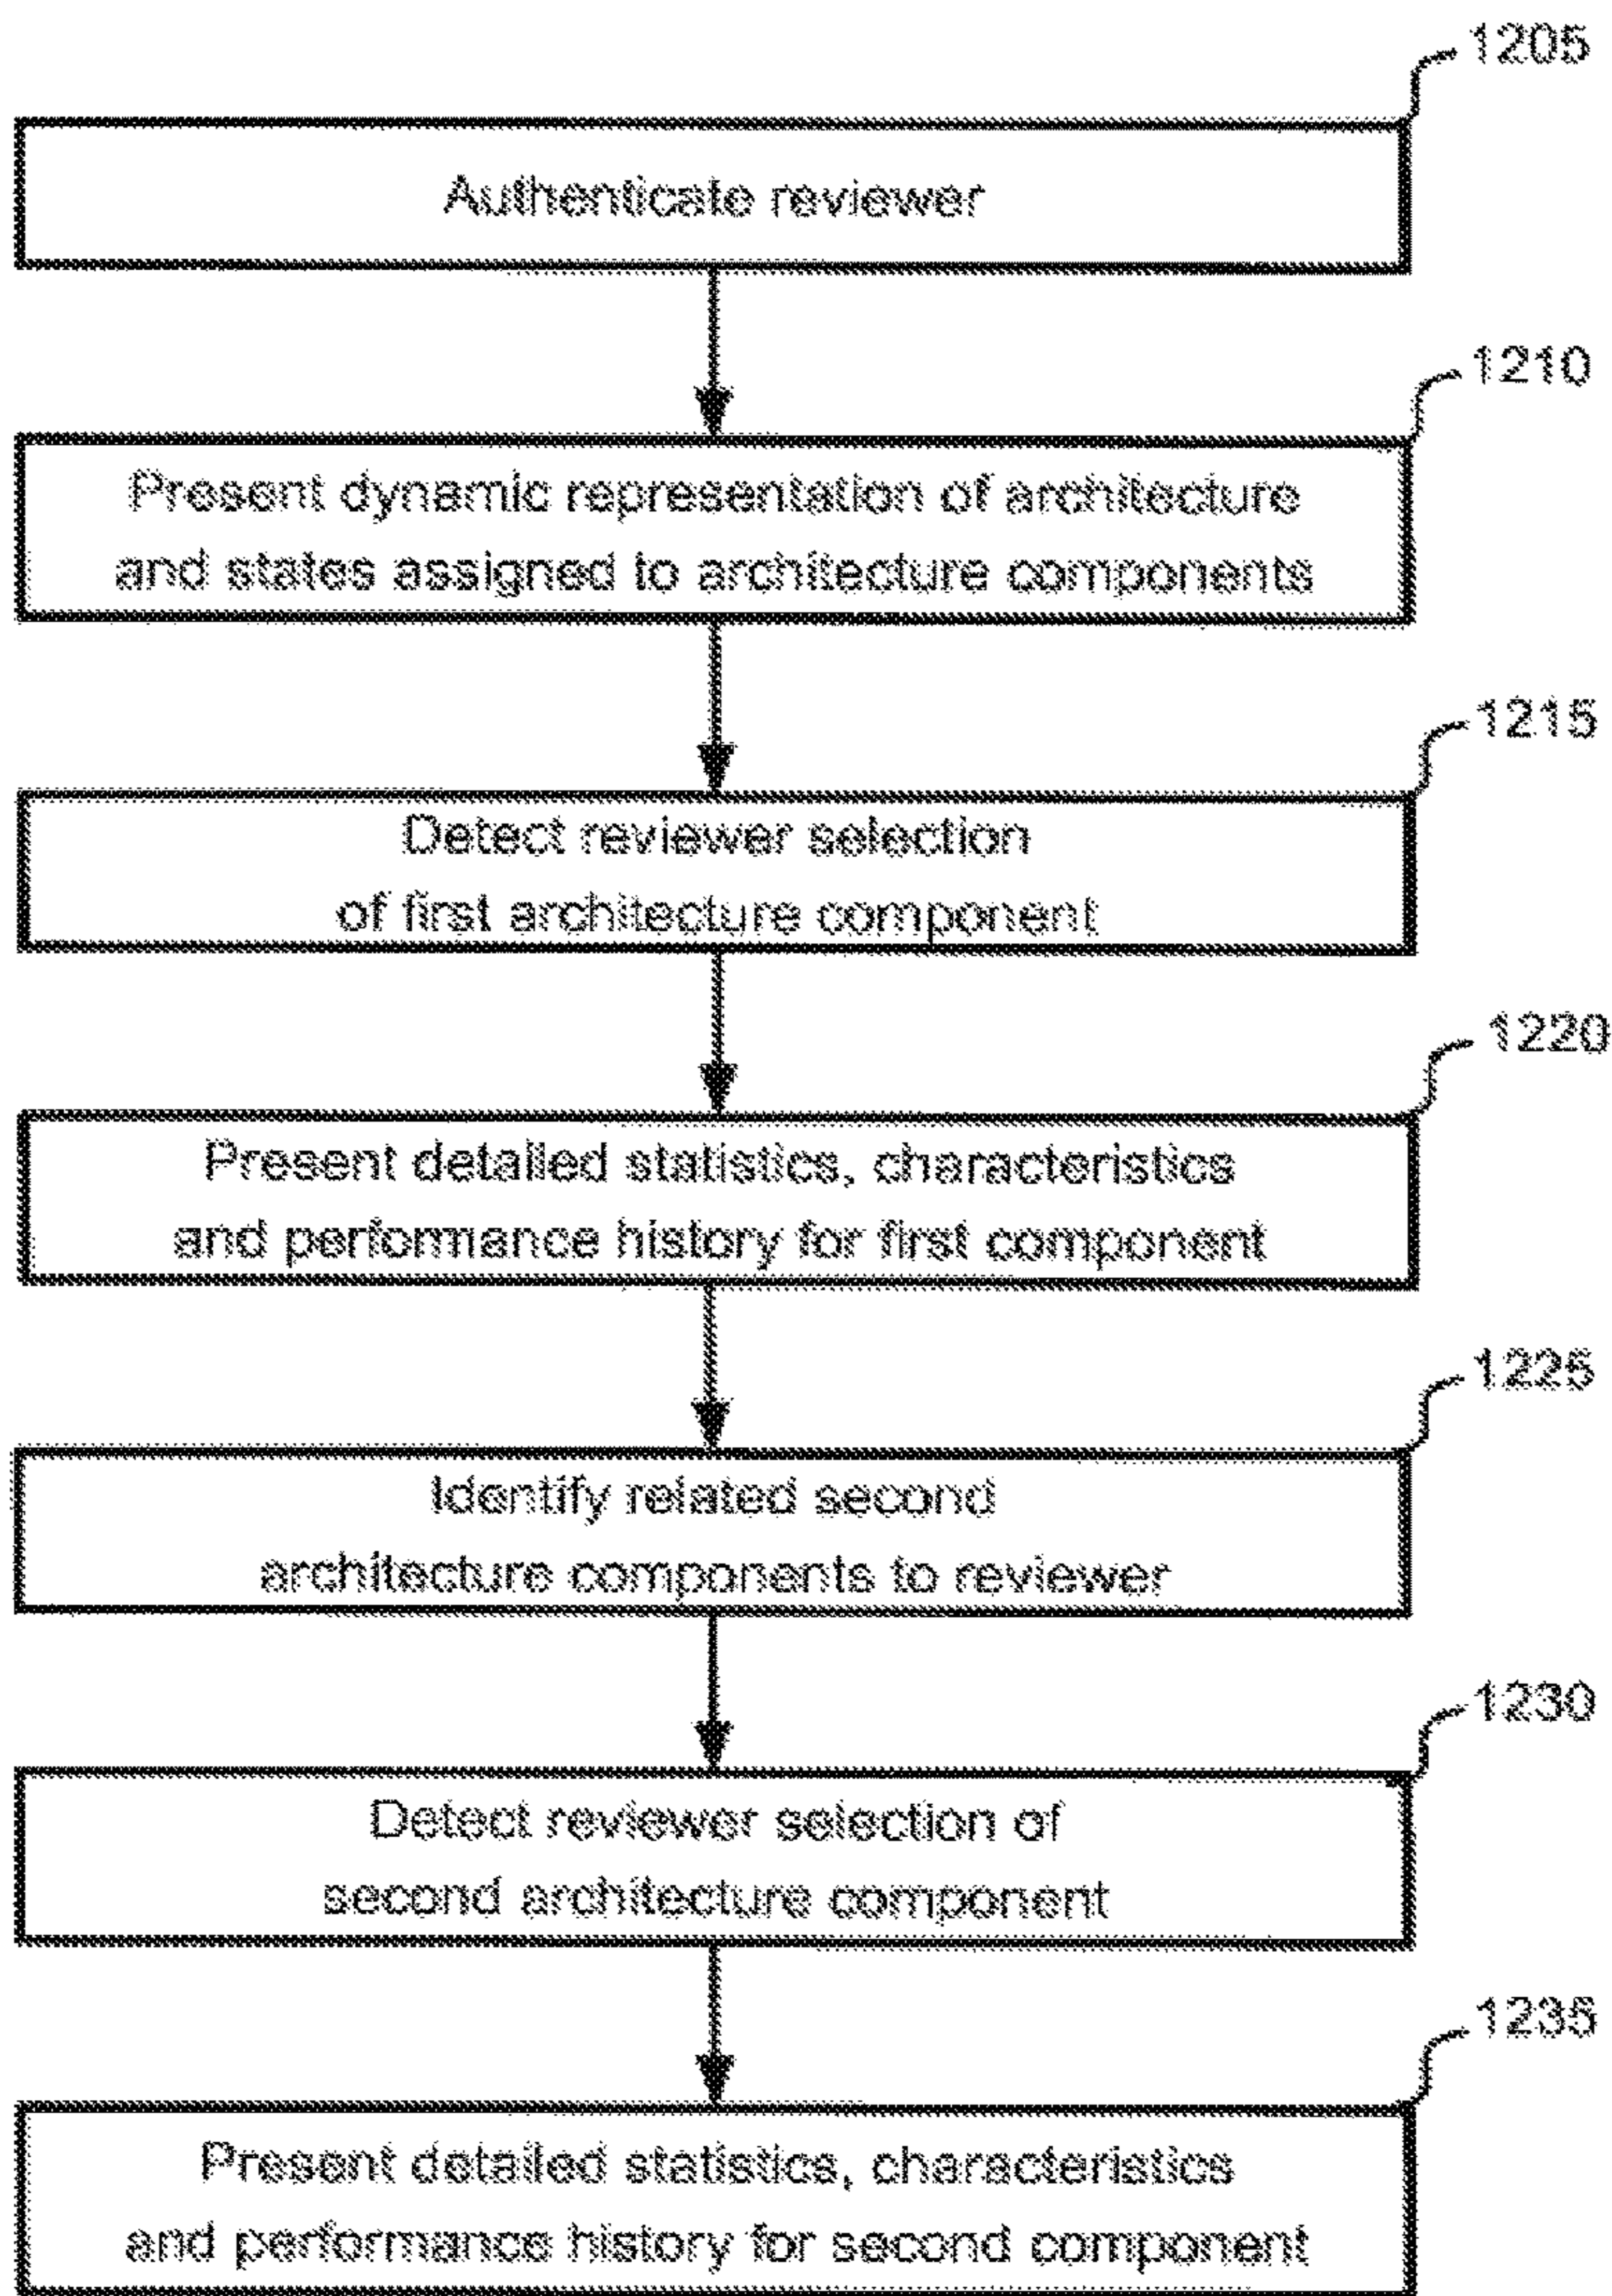 1205
Authenticate reviewer
1210
Present dynamic representation of architecture
and states assigned to architecture components
1215
Detect reviewer selection
of first architecture component
1220
Present detailed statistics, characteristics
and performance history for first component
1225
Identify related second
architecture components to reviewer
1230
Detect reviewer selection of
second architecture component
1235
Present detailed statistics, characteristics
and performance history for second component